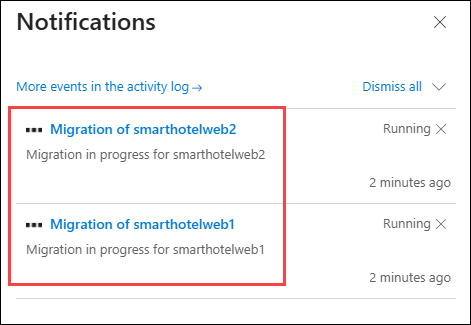 Notifications
More events in the activity log → Dismiss all
Migration of smarthotelweb2 Running
Migration in progress for smarthotelweb2
2 minutes ago
Migration of smarthotelweb1 Running
Migration in progress for smarthotelweb1
2 minutes ago